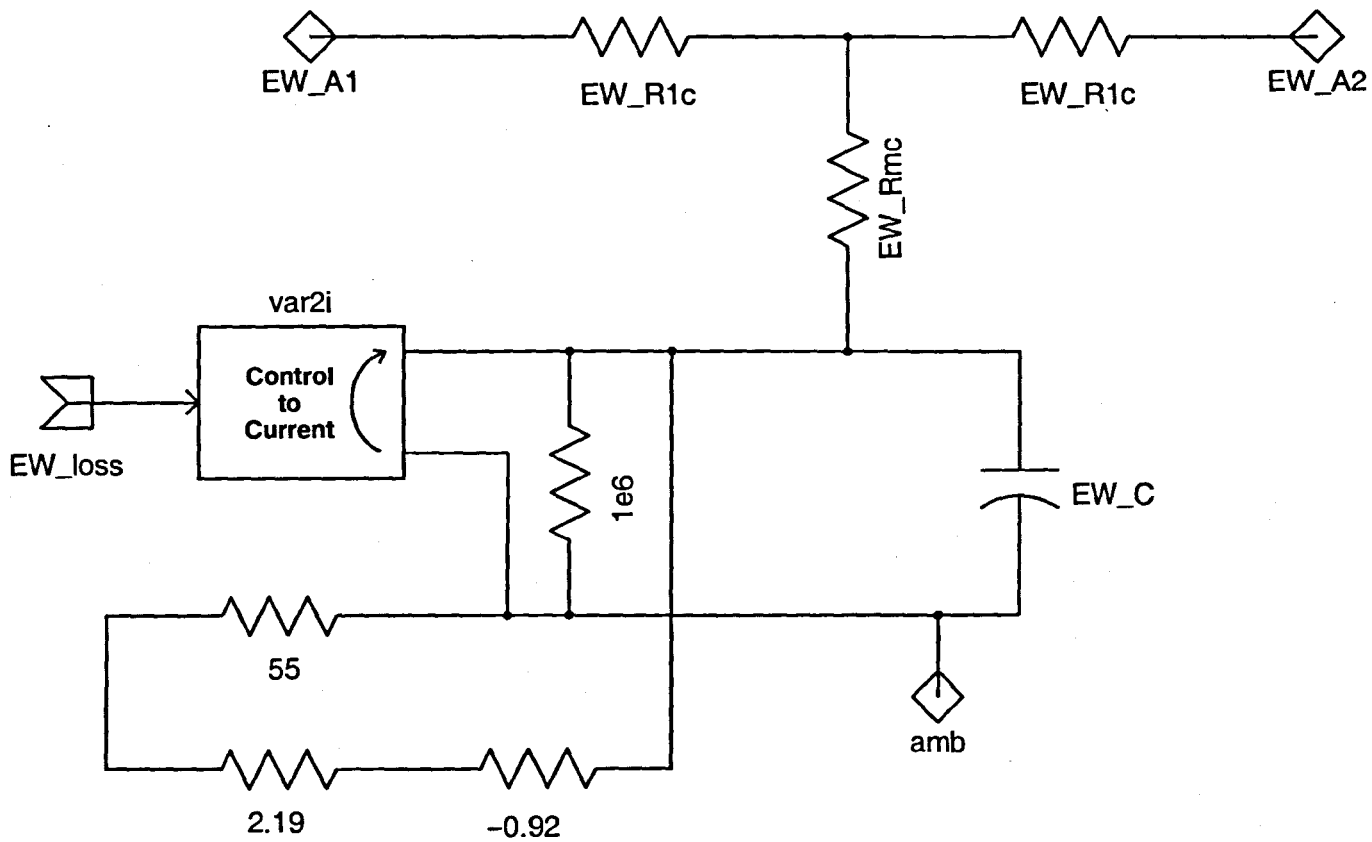 EW_A1
EW_R1c
EW_R1c
EW_A2
EW_Rmc
var2i
Control
to
Current
EW_loss
1e6
EW_C
55
amb
2.19
−0.92